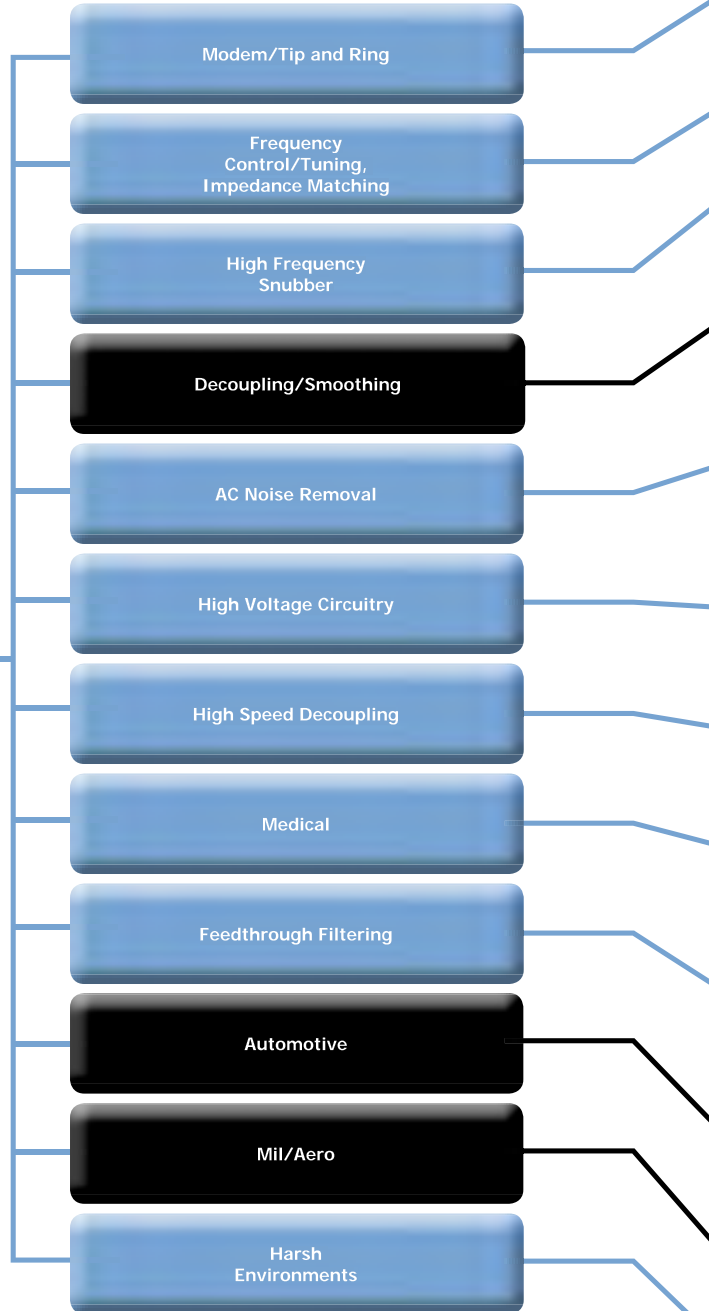 Modem/Tip and Ring
Frequency
Control/Tuning,
Impedance Matching
High Frequency
Snubber
Decoupling/Smoothing
AC Noise Removal
High Voltage Circuitry
High Speed Decoupling
Medical
Feedthrough Filtering
Automotive
Mil/Aero
Harsh
Environments